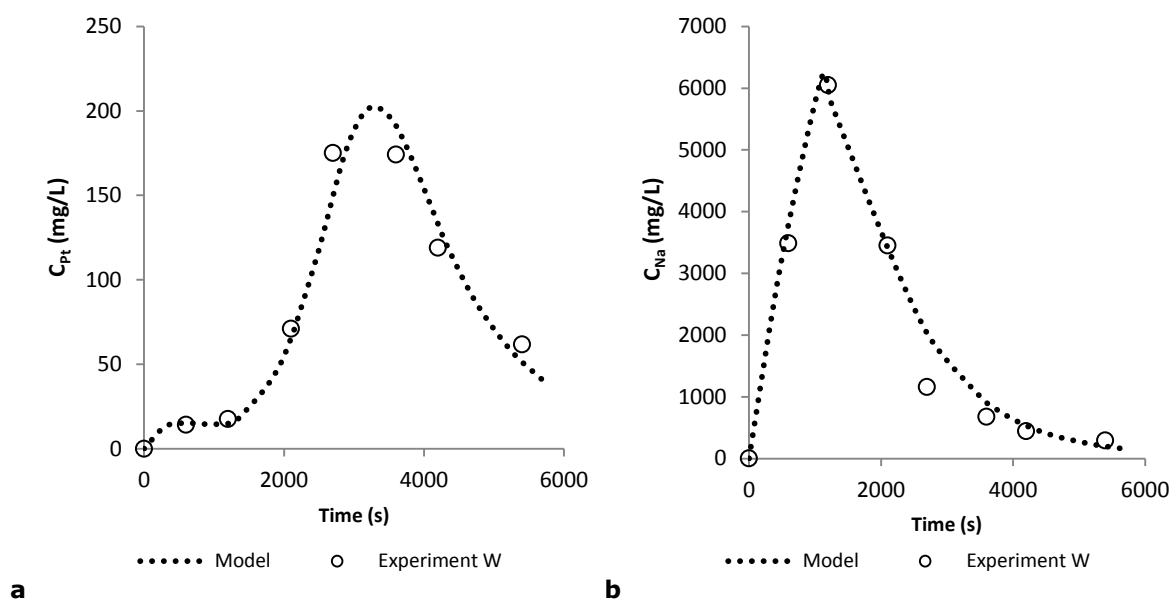 250
200
150
100
50
0
C_Pt (mg/L)
0 2000 4000 6000
Time (s)
Model Experiment W
a
7000
6000
5000
4000
3000
2000
1000
0
C_Na (mg/L)
0 2000 4000 6000
Time (s)
Model Experiment W
b